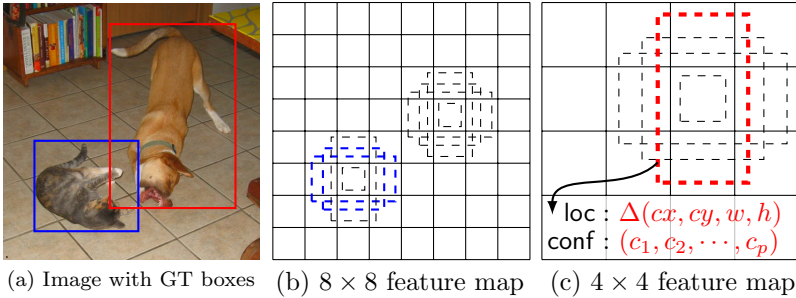 loc : Δ(cx, cy, w, h)
conf : (c₁, c₂, ⋯, cₚ)
(a) Image with GT boxes
(b) 8 × 8 feature map
(c) 4 × 4 feature map